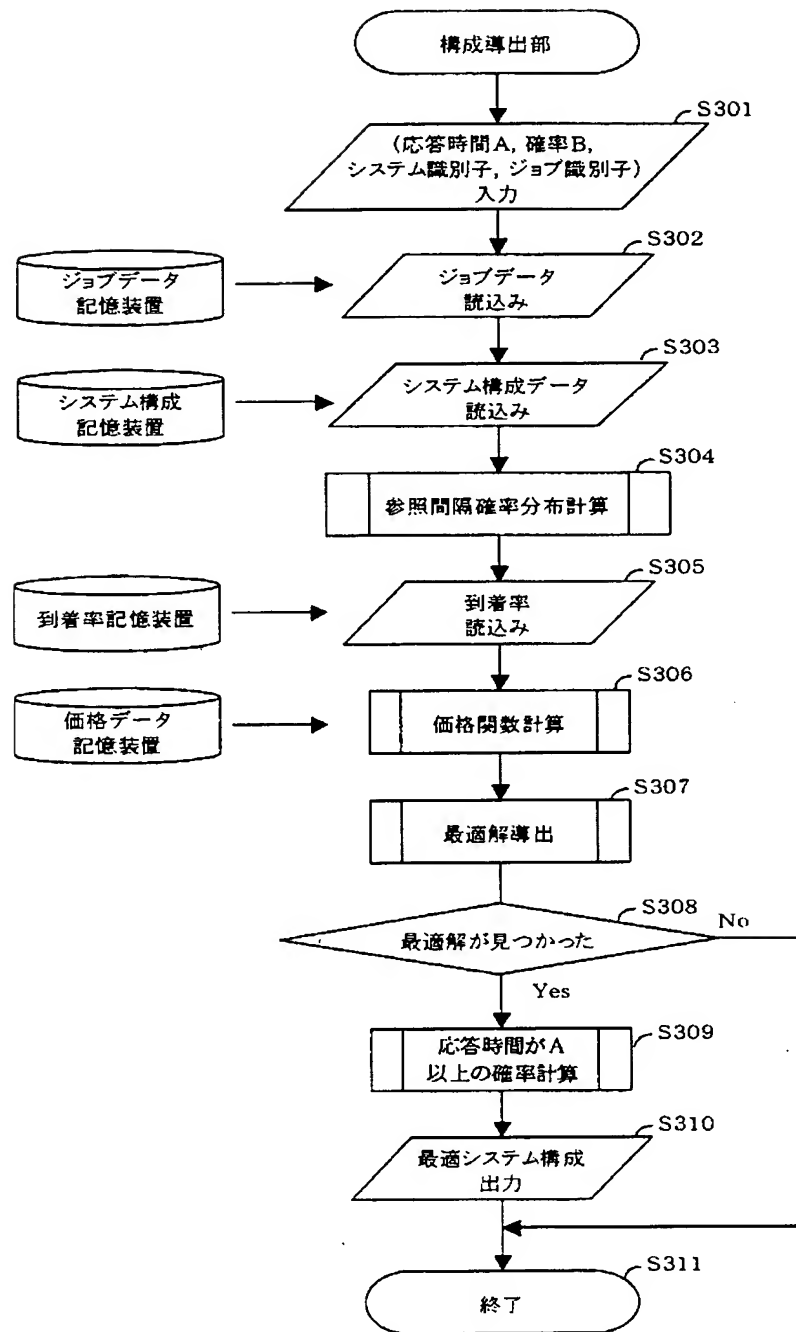 構成導出部
S301
(応答時間A, 確率B,
システム識別子, ジョブ識別子)
入力
S302
ジョブデータ
記憶装置
ジョブデータ
読込み
S303
システム構成
記憶装置
システム構成データ
読込み
S304
参照間隔確率分布計算
S305
到着率記憶装置
到着率
読込み
S306
価格データ
記憶装置
価格関数計算
S307
最適解導出
S308
最適解が見つかった
No
Yes
S309
応答時間がA
以上の確率計算
S310
最適システム構成
出力
S311
終了